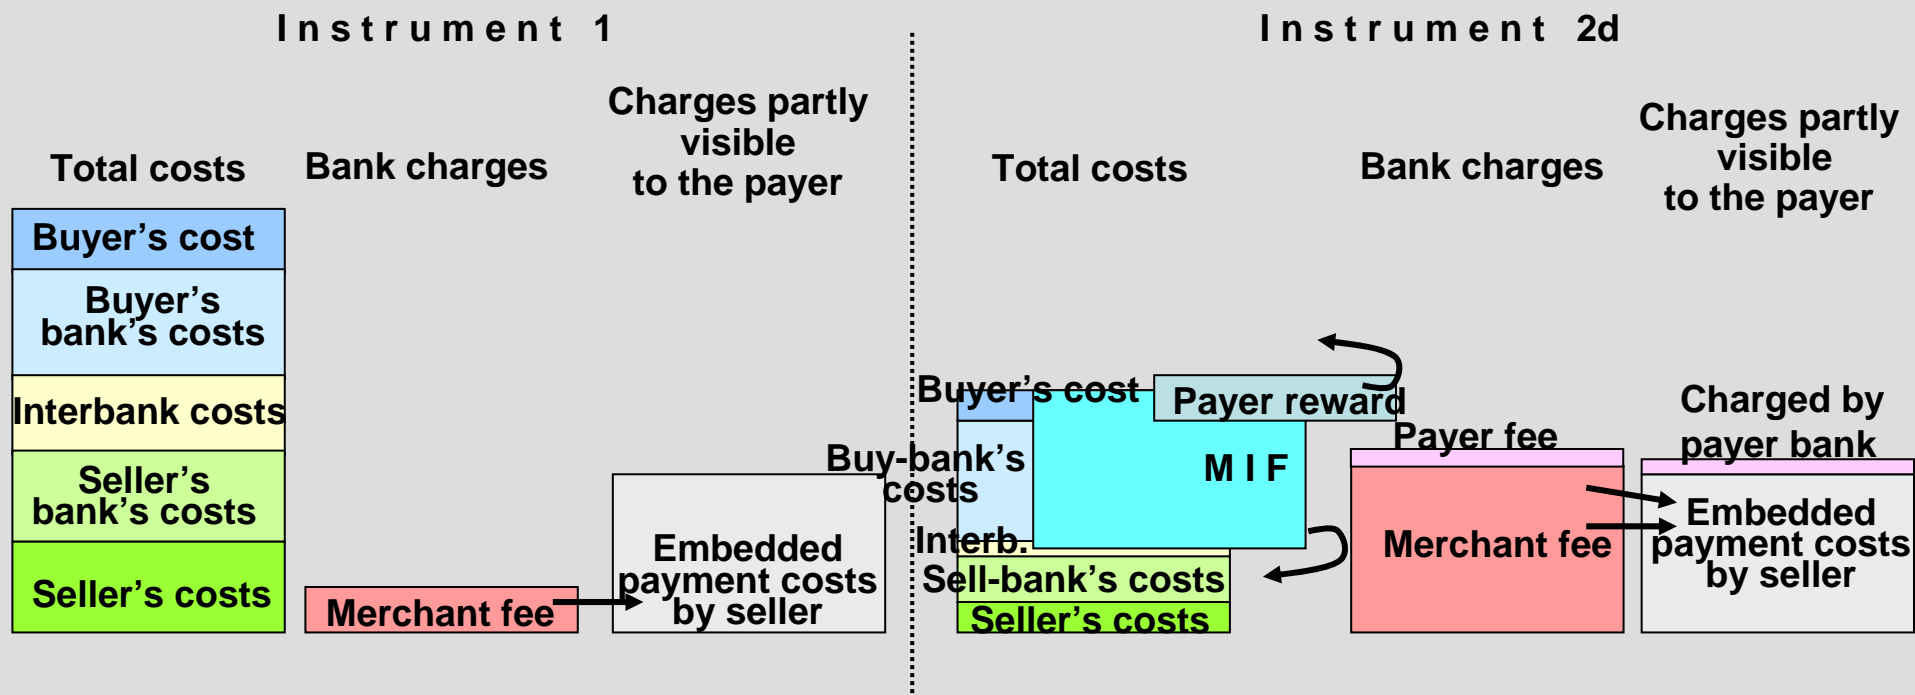 Instrument 1
Charges partly
visible
to the payer
Total costs
Bank charges
Buyer's cost
Buyer's
bank's costs
Interbank costs
Seller's
bank's costs
Seller's costs
Merchant fee
Embedded
payment costs
by seller
Instrument 2d
Charges partly
visible
to the payer
Total costs
Bank charges
Buyer's cost
Payer reward
Buy-bank's
costs
M I F
Interb.
Sell-bank's costs
Seller's costs
Payer fee
Merchant fee
Charged by
payer bank
Embedded
payment costs
by seller